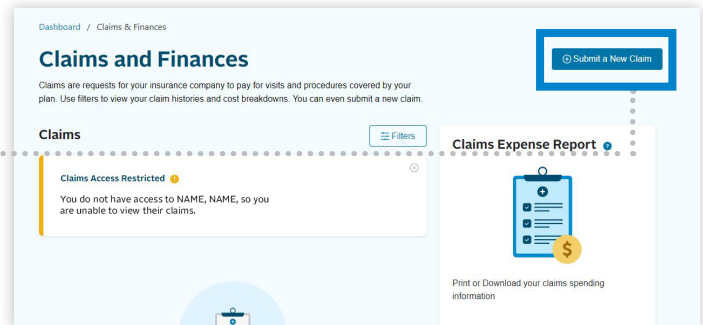 Dashboard / Claims & Finances
Claims and Finances
Claims are requests for your insurance company to pay for visits and procedures covered by your
plan. Use filters to view your claim histories and cost breakdowns. You can even submit a new claim.
Submit a New Claim
Claims
Filters
Claims Access Restricted
You do not have access to NAME, NAME, so you
are unable to view their claims.
Claims Expense Report
$
Print or Download your claims spending
information